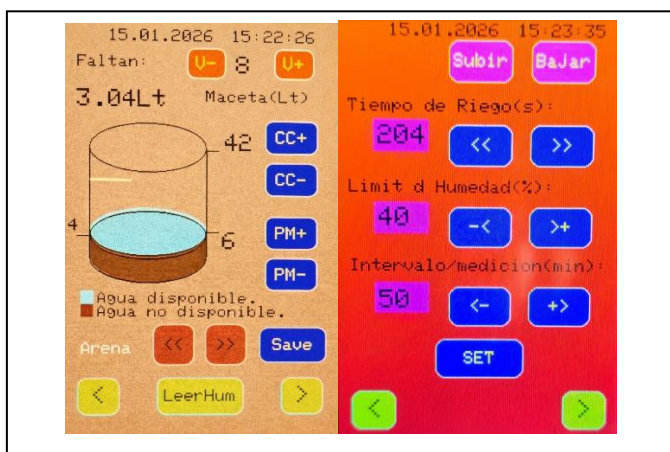 15.01.2026 15:22:26
Faltan: V- 8 V+
3.04Lt Maceta(Lt)
42 CC+
CC-
4
6 PM+
PM-
Agua disponible.
Agua no disponible.
Arena << >> Save
< LeerHum >
15.01.2026 15:23:35
Subir BaJar
Tiempo de Riego(s):
204 << >>
Limit d Humedad(%):
40 -< >+
Intervalo/medicion(min):
50 <- +>
SET
< >